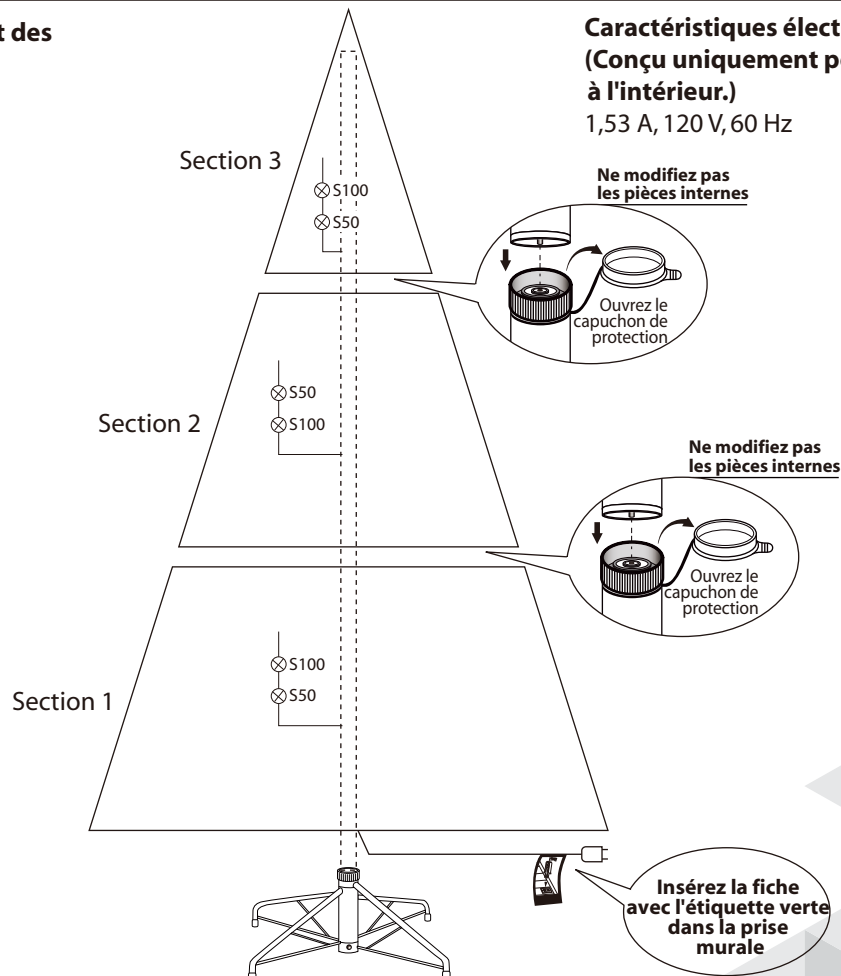 t des
Caractéristiques élect
(Conçu uniquement p
à l'intérieur.)
1,53 A, 120 V, 60 Hz
Section 3
S100
S50
Ne modifiez pas
les pièces internes
Ouvrez le
capuchon de
protection
Section 2
S50
S100
Ne modifiez pas
les pièces internes
Ouvrez le
capuchon de
protection
Section 1
S100
S50
Insérez la fiche
avec l'étiquette verte
dans la prise
murale